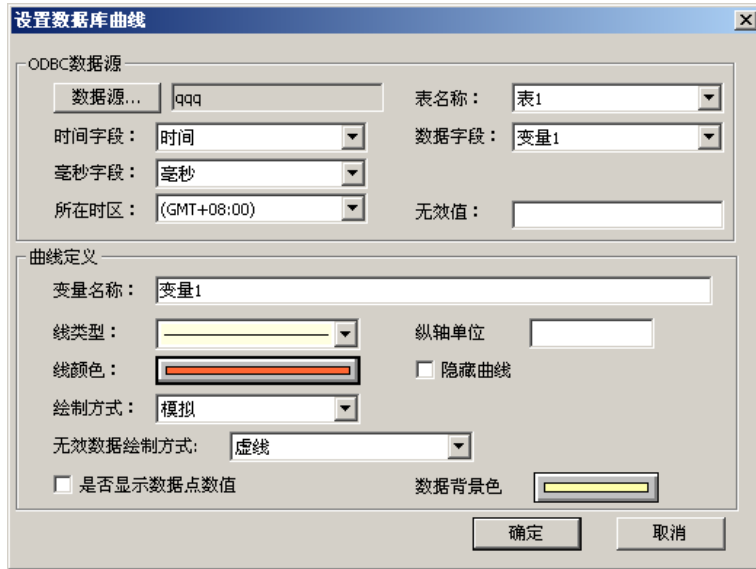 设置数据库曲线
ODBC数据源
数据源... qqq 表名称： 表1
时间字段： 时间 数据字段： 变量1
毫秒字段： 毫秒
所在时区： (GMT+08:00) 无效值：
曲线定义
变量名称： 变量1
线类型： 纵轴单位
线颜色： 隐藏曲线
绘制方式： 模拟
无效数据绘制方式: 虚线
是否显示数据点数值 数据背景色
确定 取消